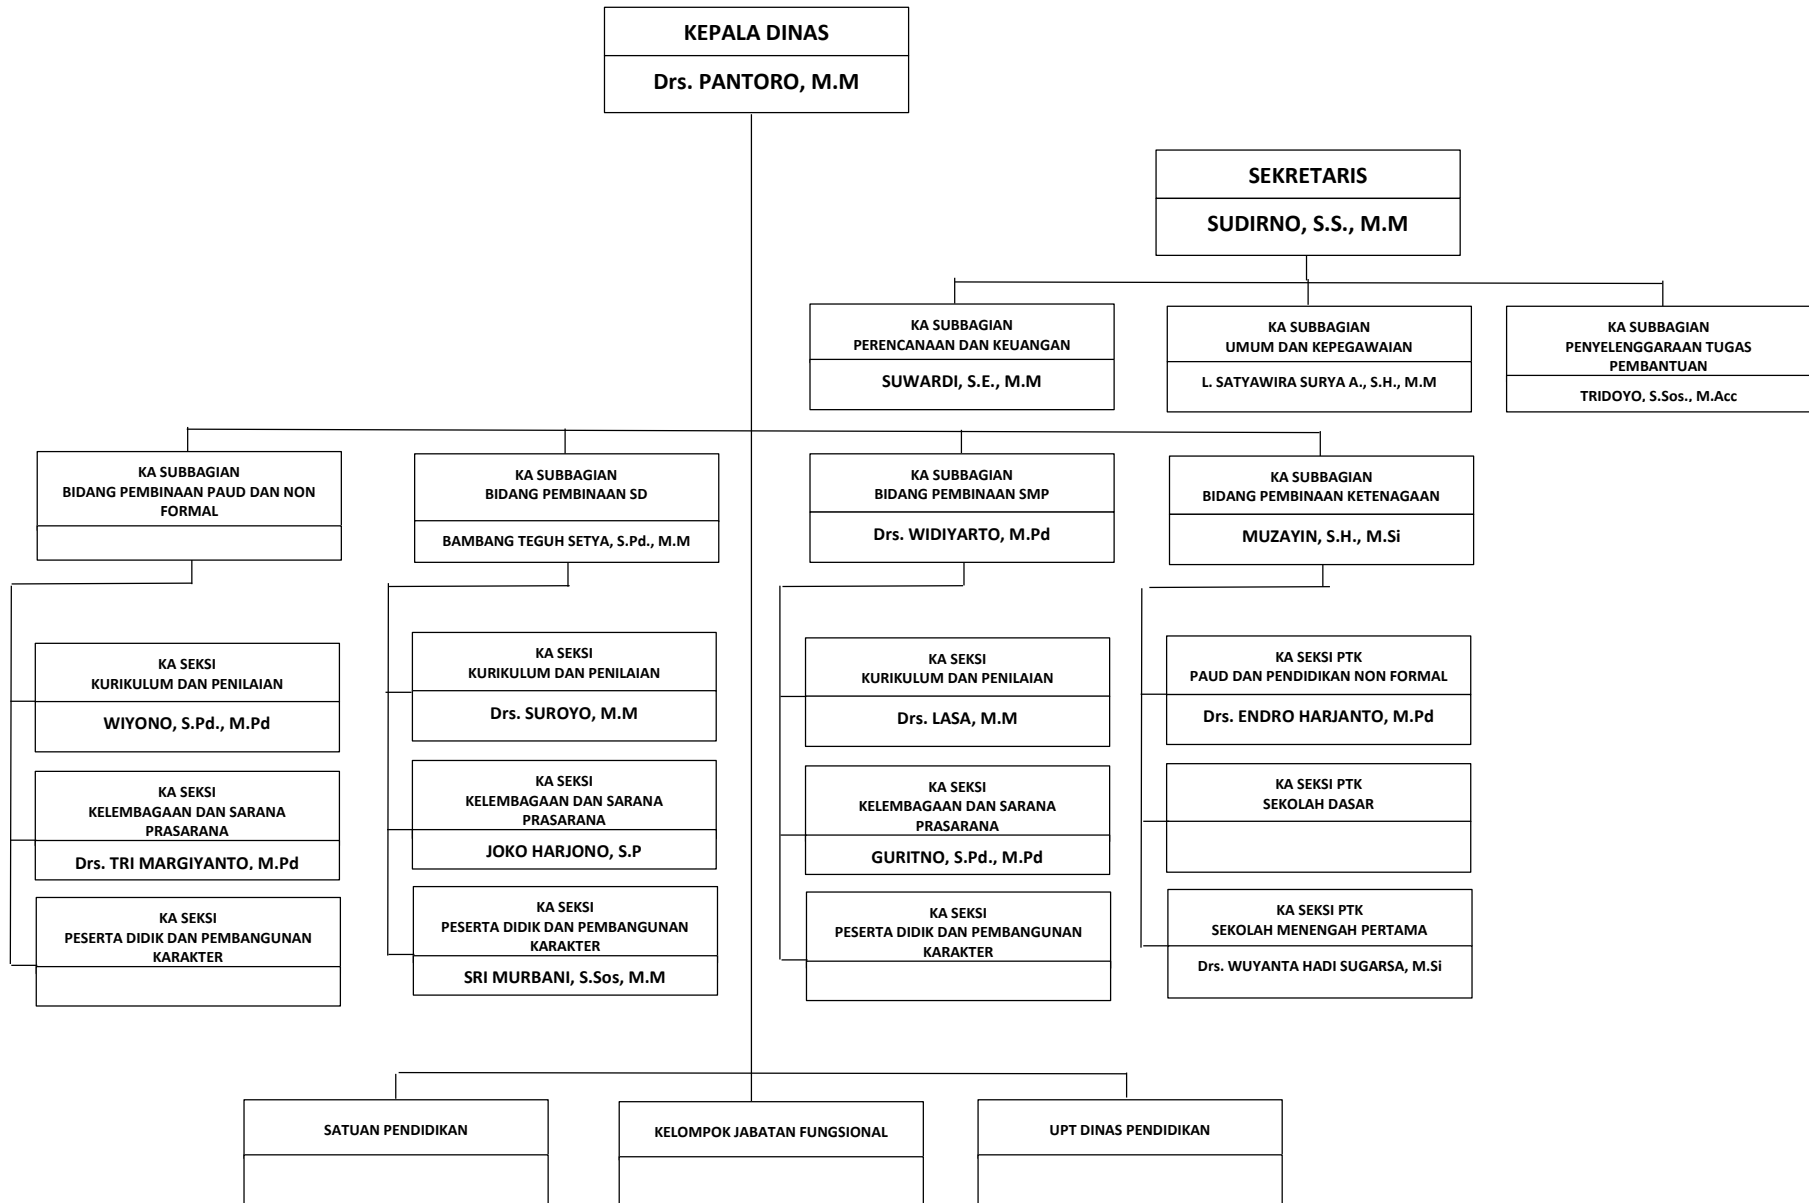 KEPALA DINAS
Drs. PANTORO, M.M
SEKRETARIS
SUDIRNO, S.S., M.M
KA SUBBAGIAN
PERENCANAAN DAN KEUANGAN
SUWARDI, S.E., M.M
KA SUBBAGIAN
UMUM DAN KEPEGAWAIAN
L. SATYAWIRA SURYA A., S.H., M.M
KA SUBBAGIAN
PENYELENGGARAAN TUGAS
PEMBANTUAN
TRIDOYO, S.Sos., M.Acc
KA SUBBAGIAN
BIDANG PEMBINAAN PAUD DAN NON
FORMAL
KA SUBBAGIAN
BIDANG PEMBINAAN SD
BAMBANG TEGUH SETYA, S.Pd., M.M
KA SUBBAGIAN
BIDANG PEMBINAAN SMP
Drs. WIDIYARTO, M.Pd
KA SUBBAGIAN
BIDANG PEMBINAAN KETENAGAAN
MUZAYIN, S.H., M.Si
KA SEKSI
KURIKULUM DAN PENILAIAN
WIYONO, S.Pd., M.Pd
KA SEKSI
KELEMBAGAAN DAN SARANA
PRASARANA
Drs. TRI MARGIYANTO, M.Pd
KA SEKSI
PESERTA DIDIK DAN PEMBANGUNAN
KARAKTER
KA SEKSI
KURIKULUM DAN PENILAIAN
Drs. SUROYO, M.M
KA SEKSI
KELEMBAGAAN DAN SARANA
PRASARANA
JOKO HARJONO, S.P
KA SEKSI
PESERTA DIDIK DAN PEMBANGUNAN
KARAKTER
SRI MURBANI, S.Sos, M.M
KA SEKSI
KURIKULUM DAN PENILAIAN
Drs. LASA, M.M
KA SEKSI
KELEMBAGAAN DAN SARANA
PRASARANA
GURITNO, S.Pd., M.Pd
KA SEKSI
PESERTA DIDIK DAN PEMBANGUNAN
KARAKTER
KA SEKSI PTK
PAUD DAN PENDIDIKAN NON FORMAL
Drs. ENDRO HARJANTO, M.Pd
KA SEKSI PTK
SEKOLAH DASAR
KA SEKSI PTK
SEKOLAH MENENGAH PERTAMA
Drs. WUYANTA HADI SUGARSA, M.Si
SATUAN PENDIDIKAN
KELOMPOK JABATAN FUNGSIONAL
UPT DINAS PENDIDIKAN